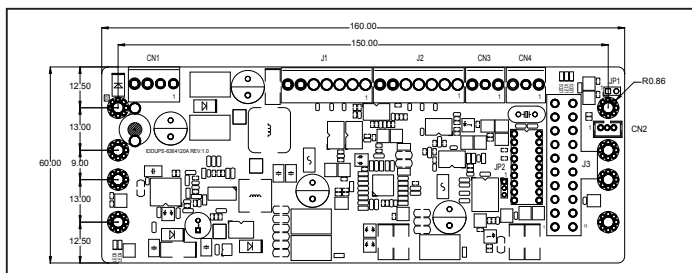 160.00
150.00
CN1
J1
J2
CN3
CN4
JP1
R0.86
CN2
J3
JP2
12.50
13.00
9.00
13.00
12.50
60.00
IDDUPS-6364120A REV:1.0
1
1
1
1
1